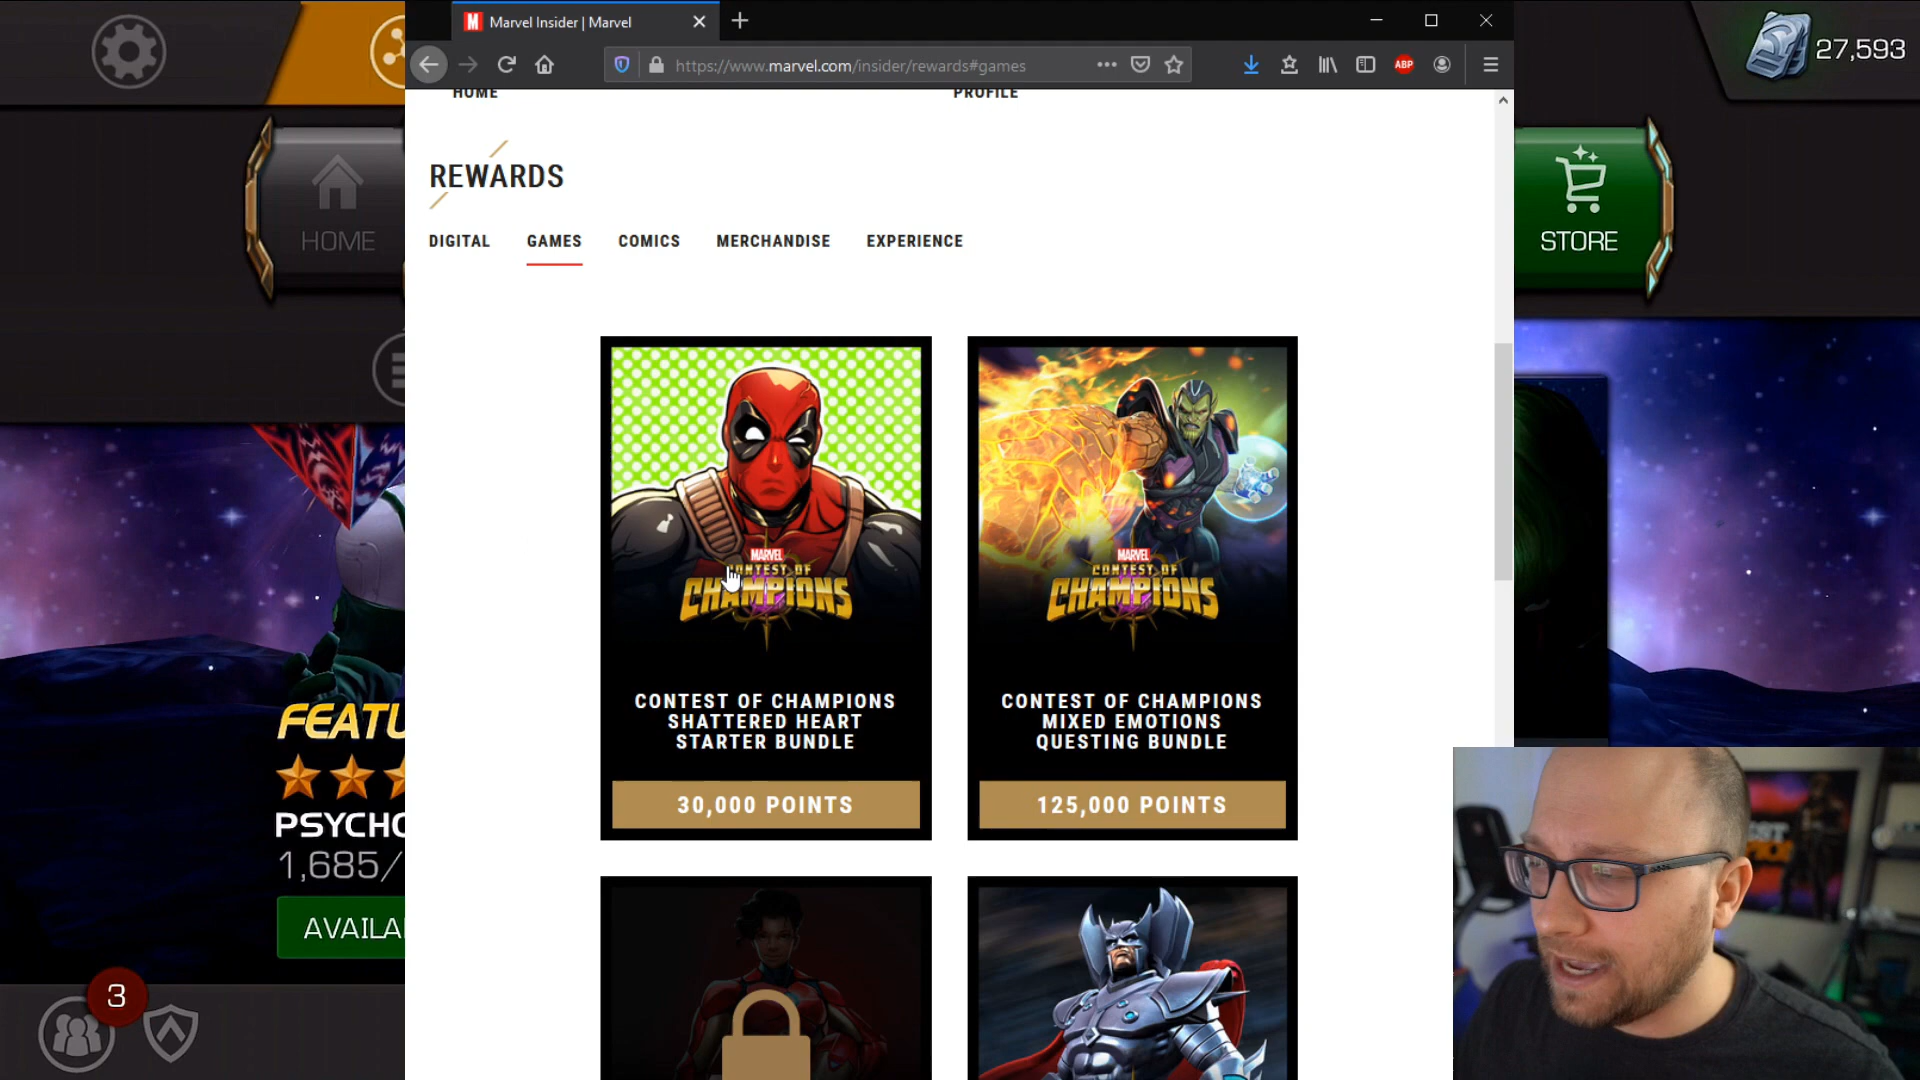 Marvel Insider | Marvel
https://www.marvel.com/insider/rewards#games
ABP
27,593
HOME
PROFILE
REWARDS
DIGITAL
GAMES
COMICS
MERCHANDISE
EXPERIENCE
HOME
STORE
MARVEL
CONTEST OF
CHAMPIONS
CONTEST OF CHAMPIONS
SHATTERED HEART
STARTER BUNDLE
30,000 POINTS
MARVEL
CONTEST OF
CHAMPIONS
CONTEST OF CHAMPIONS
MIXED EMOTIONS
QUESTING BUNDLE
125,000 POINTS
FEATU
PSYCHO
1,685/
AVAILA
3